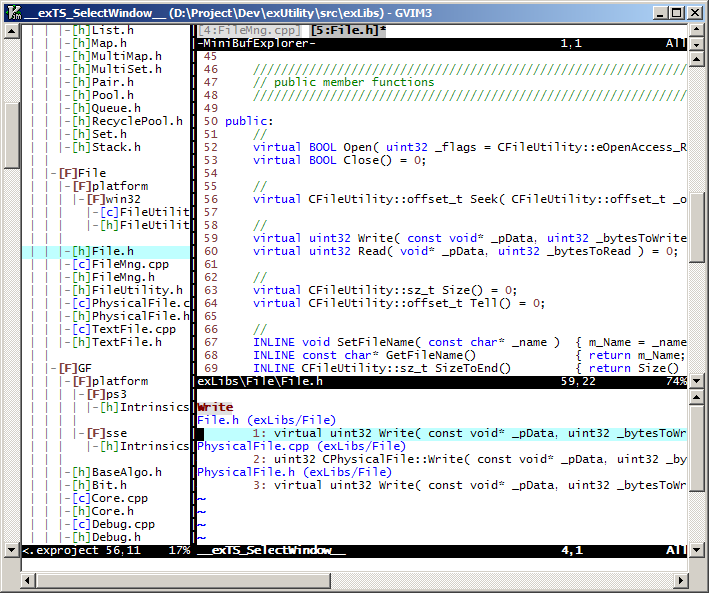 __exTS_SelectWindow__ (D:\Project\Dev\exUtility\src\exLibs) - GVIM3
| | | |-[h]List.h
| | | |-[h]Map.h
| | | |-[h]MultiMap.h
| | | |-[h]MultiSet.h
| | | |-[h]Pair.h
| | | |-[h]Pool.h
| | | |-[h]Queue.h
| | | |-[h]RecyclePool.h
| | | |-[h]Set.h
| | | |-[h]Stack.h
| | |-[F]File
| | | |-[F]platform
| | | | |-[F]win32
| | | | | |-[c]FileUtilit
| | | | | |-[h]FileUtilit
| | | |-[h]File.h
| | | |-[c]FileMng.cpp
| | | |-[h]FileMng.h
| | | |-[h]FileUtility.h
| | | |-[c]PhysicalFile.c
| | | |-[h]PhysicalFile.h
| | | |-[c]TextFile.cpp
| | | |-[h]TextFile.h
| | |-[F]GF
| | | |-[F]platform
| | | | |-[F]ps3
| | | | | |-[h]Intrinsics
| | | | |-[F]sse
| | | | | |-[h]Intrinsics
| | | |-[h]BaseAlgo.h
| | | |-[h]Bit.h
| | | |-[c]Core.cpp
| | | |-[h]Core.h
| | | |-[c]Debug.cpp
| | | |-[h]Debug.h
<.exproject 56,11 17%
[4:FileMng.cpp] [5:File.h]*
-MiniBufExplorer- 1,1 All
45
46 //////////////////////////////////////////////////////////////
47 // public member functions
48 //////////////////////////////////////////////////////////////
49
50 public:
51 //
52 virtual BOOL Open( uint32 _flags = CFileUtility::eOpenAccess_R
53 virtual BOOL Close() = 0;
54
55 //
56 virtual CFileUtility::offset_t Seek( CFileUtility::offset_t _o
57
58 //
59 virtual uint32 Write( const void* _pData, uint32 _bytesToWrite
60 virtual uint32 Read( void* _pData, uint32 _bytesToRead ) = 0;
61
62 //
63 virtual CFileUtility::sz_t Size() = 0;
64 virtual CFileUtility::offset_t Tell() = 0;
65
66 //
67 INLINE void SetFileName( const char* _name ) { m_Name = _name
68 INLINE const char* GetFileName() { return m_Name;
69 INLINE CFileUtility::sz_t SizeToEnd() { return Size()
exLibs\File\File.h 59,22 74%
Write
File.h (exLibs/File)
1: virtual uint32 Write( const void* _pData, uint32 _bytesToWr
PhysicalFile.cpp (exLibs/File)
2: uint32 CPhysicalFile::Write( const void* _pData, uint32 _by
PhysicalFile.h (exLibs/File)
3: virtual uint32 Write( const void* _pData, uint32 _bytesToWr
~
~
~
~
__exTS_SelectWindow__ 4,1 All